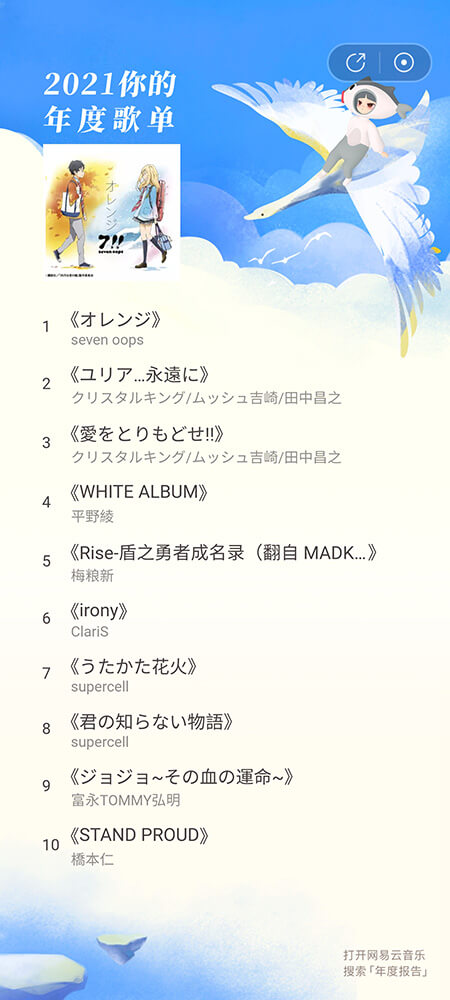 2021你的
年度歌单
オレンジ
7!!
seven oops
1 《オレンジ》
seven oops
2 《ユリア…永遠に》
クリスタルキング/ムッシュ吉崎/田中昌之
3 《愛をとりもどせ!!》
クリスタルキング/ムッシュ吉崎/田中昌之
4 《WHITE ALBUM》
平野綾
5 《Rise-盾之勇者成名录（翻自 MADK…》
梅粮新
6 《irony》
ClariS
7 《うたかた花火》
supercell
8 《君の知らない物語》
supercell
9 《ジョジョ~その血の運命~》
富永TOMMY弘明
10 《STAND PROUD》
橋本仁
打开网易云音乐
搜索「年度报告」